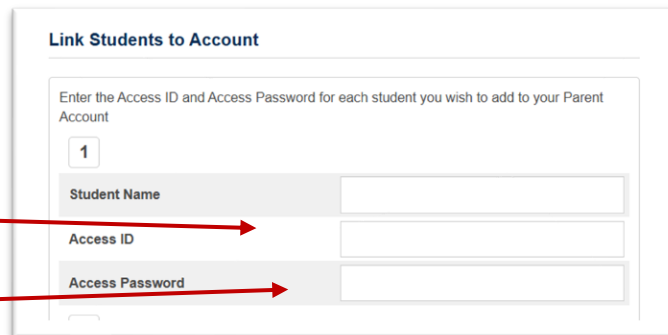 Link Students to Account
Enter the Access ID and Access Password for each student you wish to add to your Parent
Account
1
Student Name
Access ID
Access Password